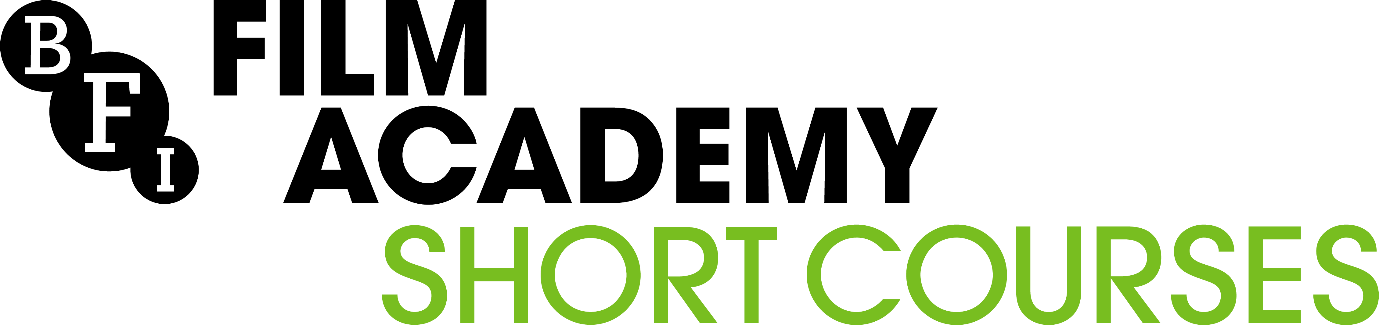 BFI
FILM
ACADEMY
SHORT COURSES